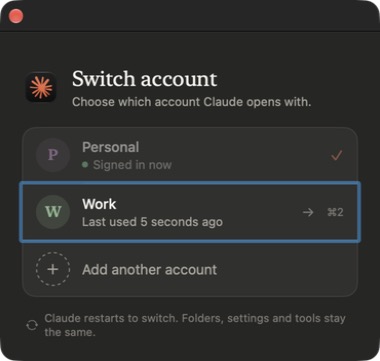 Switch account
Choose which account Claude opens with.
P
Personal
Signed in now
W
Work
Last used 5 seconds ago
⌘2
Add another account
Claude restarts to switch. Folders, settings and tools stay
the same.